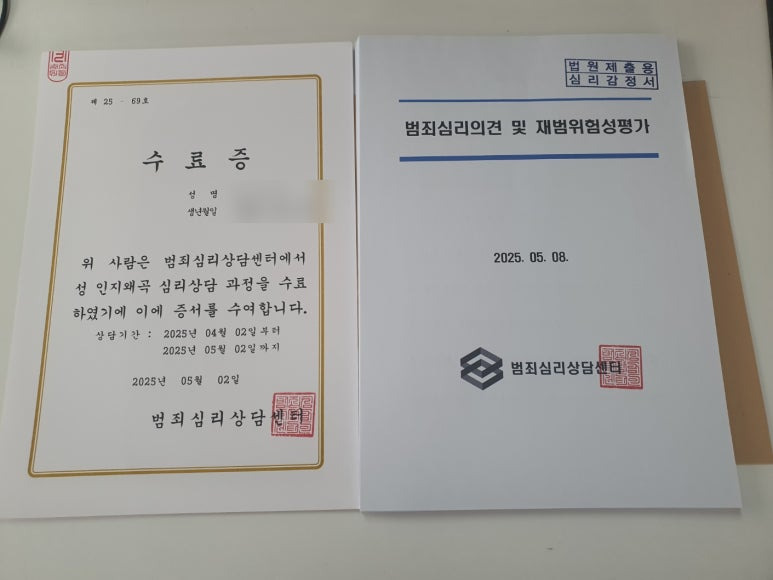 제 25 - 69호
수 료 증
성 명
생년월일
위 사람은 범죄심리상담센터에서
성 인지왜곡 심리상담 과정을 수료
하였기에 이에 증서를 수여합니다.
상담기간 : 2025년 04월 02일부터
2025년 05월 02일까지
2025년 05월 02일
범죄심리상담센터
법원제출용
심리감정서
범죄심리의견 및 재범위험성평가
2025. 05. 08.
범죄심리상담센터